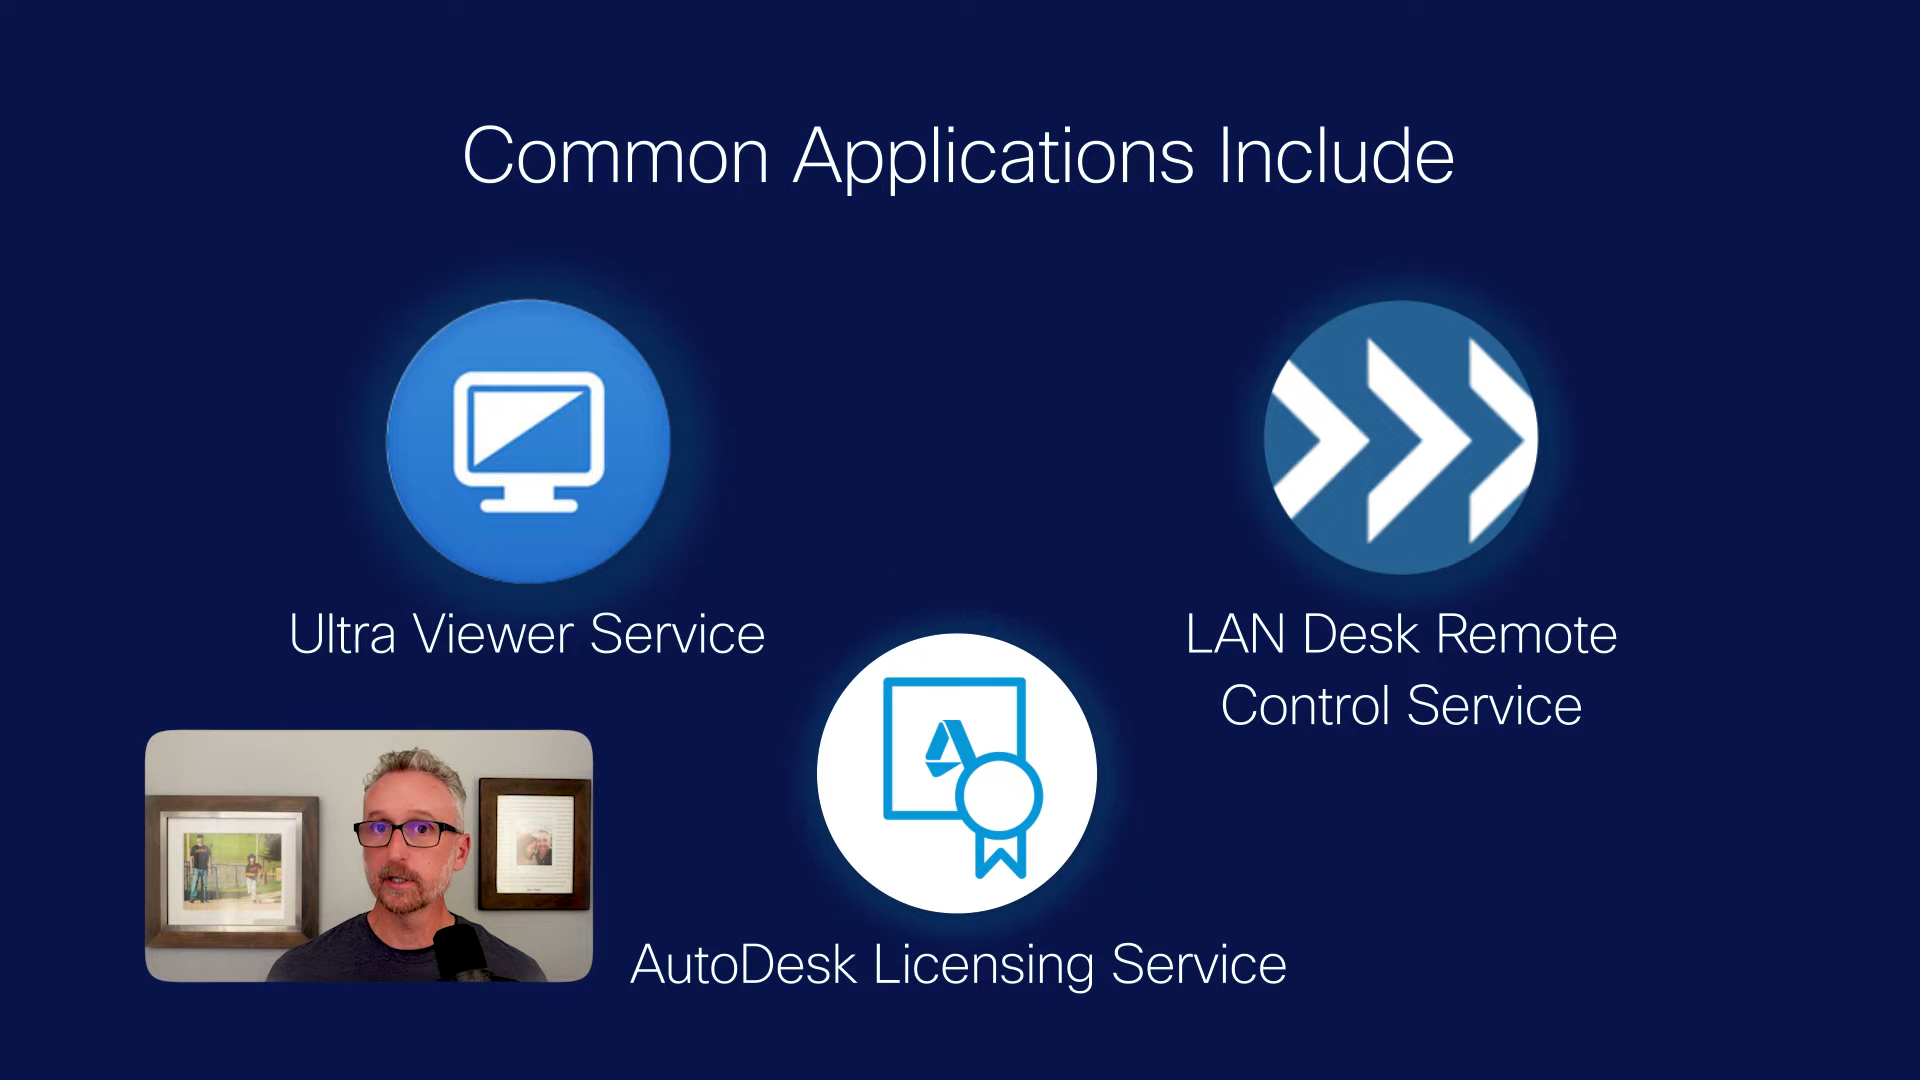 Common Applications Include
Ultra Viewer Service
LAN Desk Remote
Control Service
AutoDesk Licensing Service